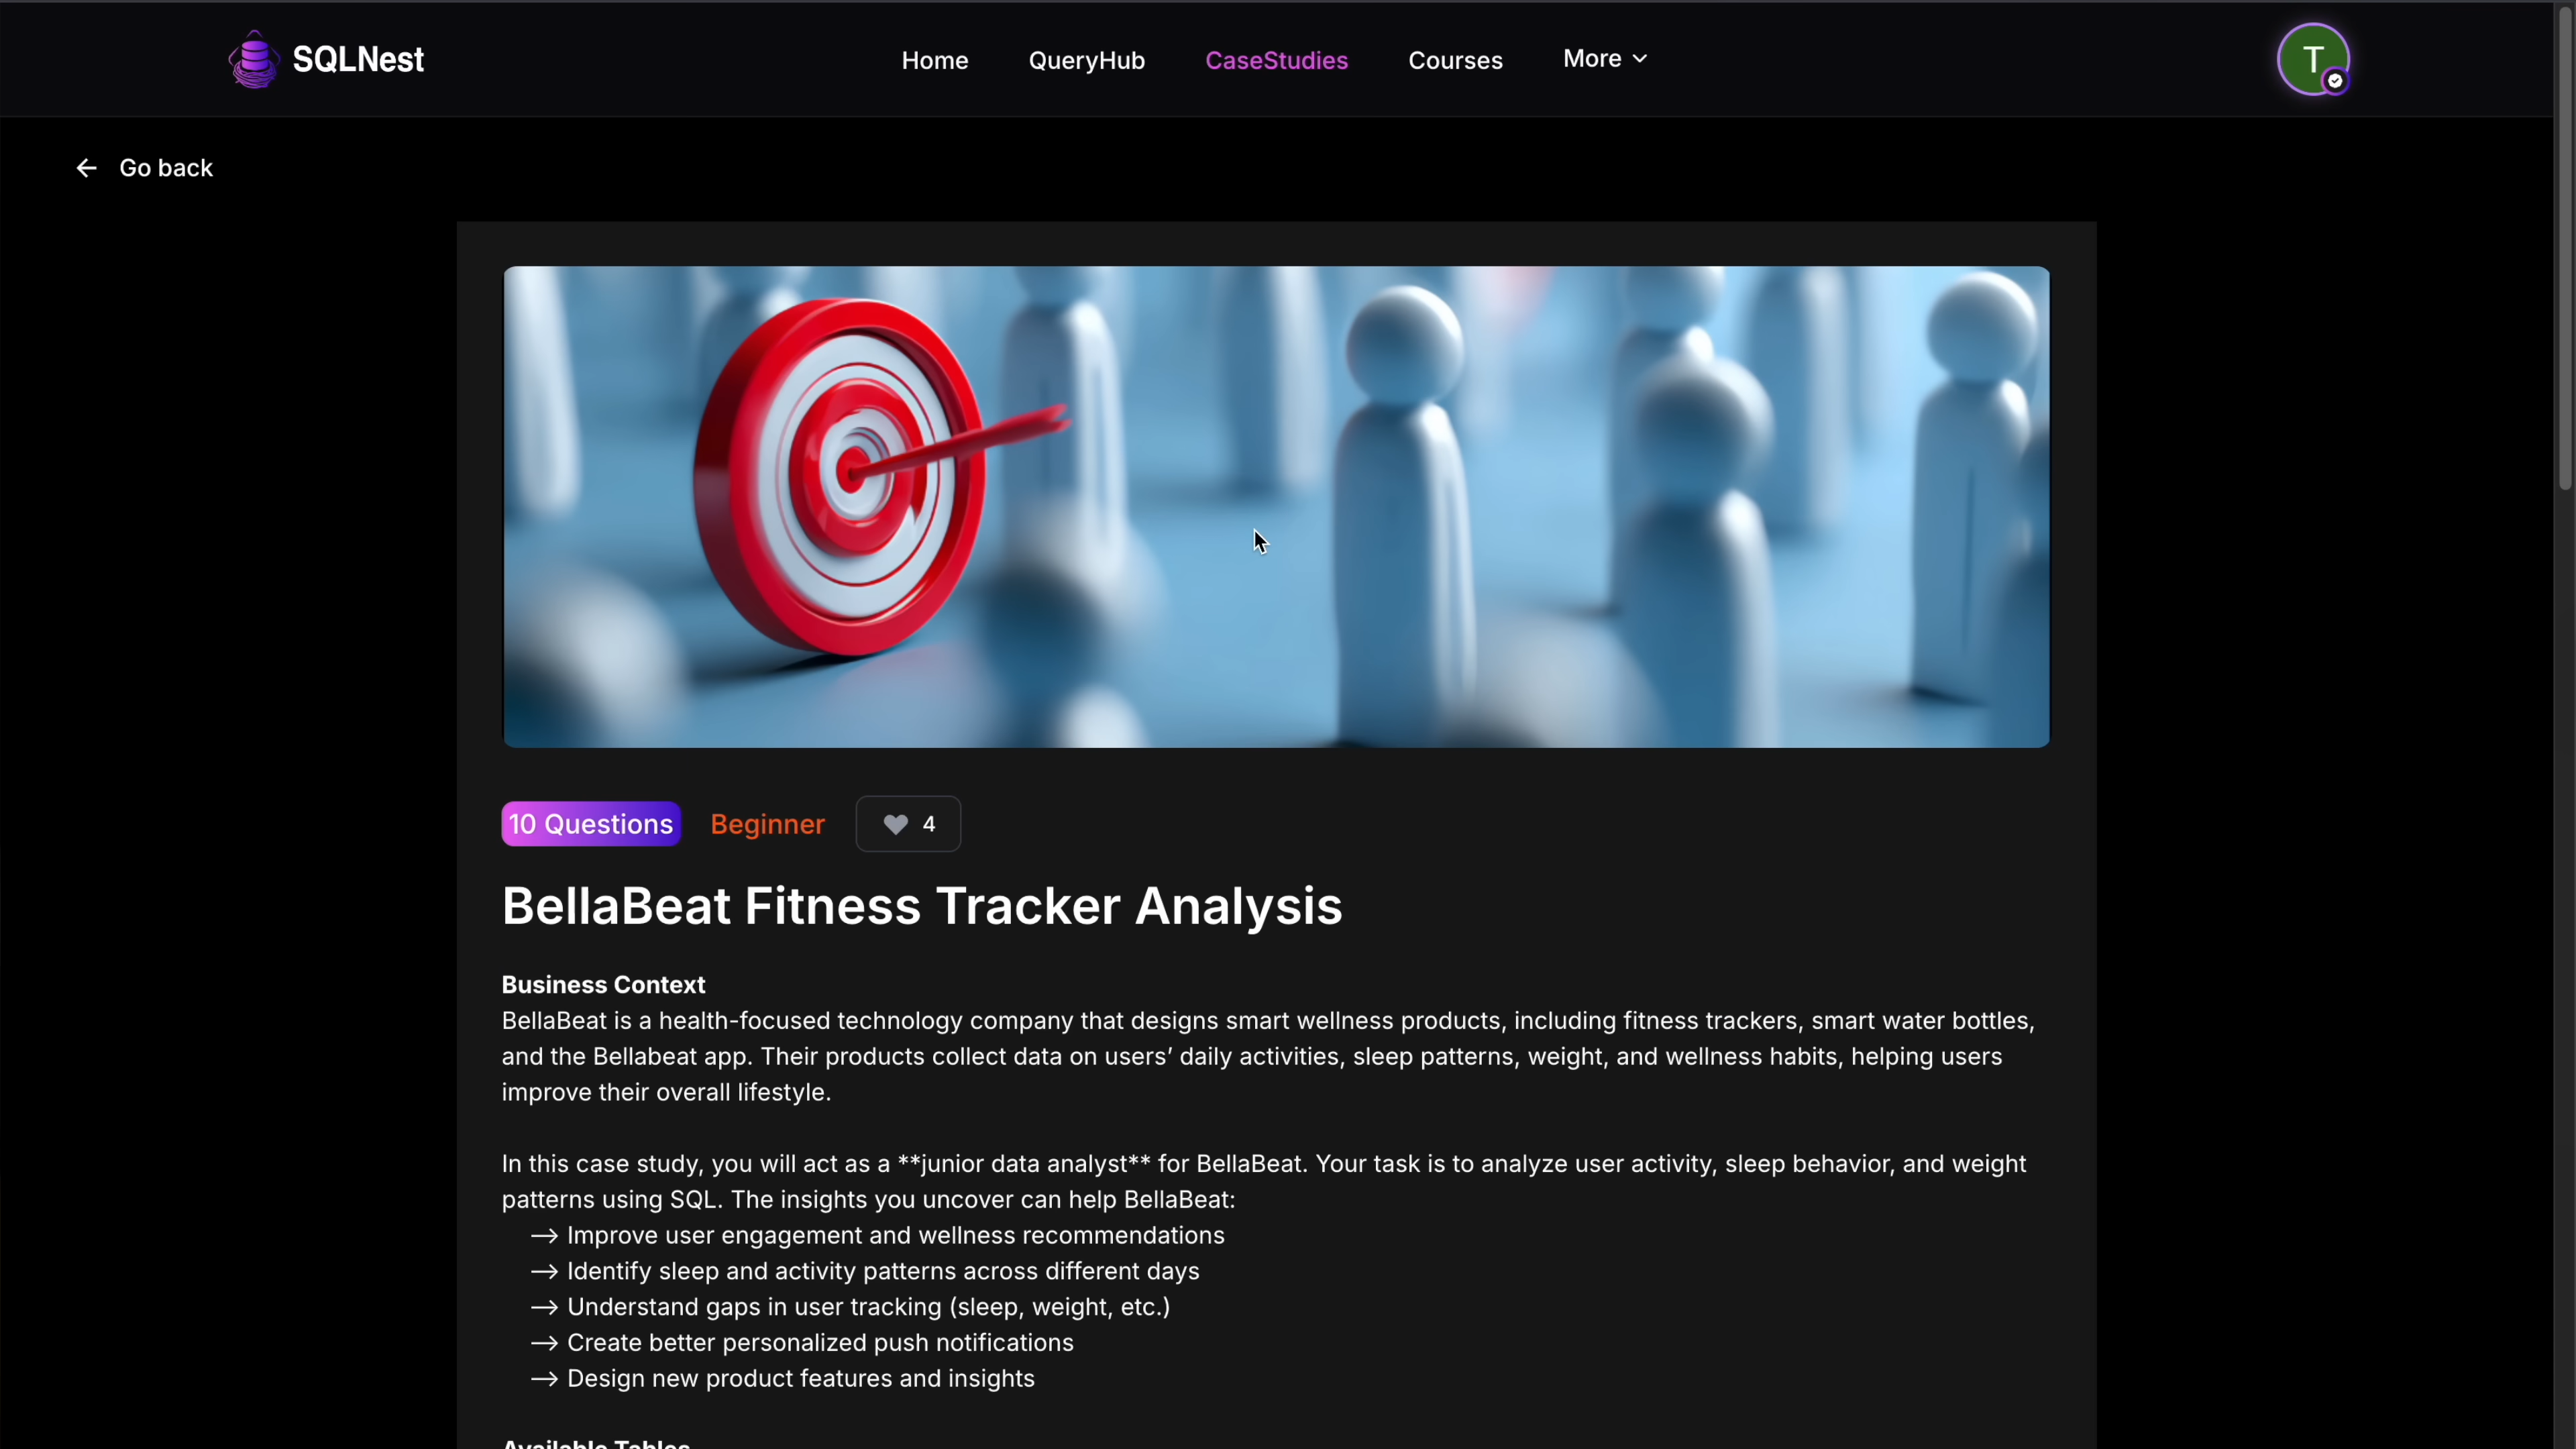 SQLNest
Home
QueryHub
CaseStudies
Courses
More
T
Go back
10 Questions
Beginner
4
BellaBeat Fitness Tracker Analysis
Business Context
BellaBeat is a health-focused technology company that designs smart wellness products, including fitness trackers, smart water bottles,
and the Bellabeat app. Their products collect data on users’ daily activities, sleep patterns, weight, and wellness habits, helping users
improve their overall lifestyle.
In this case study, you will act as a **junior data analyst** for BellaBeat. Your task is to analyze user activity, sleep behavior, and weight
patterns using SQL. The insights you uncover can help BellaBeat:
→ Improve user engagement and wellness recommendations
→ Identify sleep and activity patterns across different days
→ Understand gaps in user tracking (sleep, weight, etc.)
→ Create better personalized push notifications
→ Design new product features and insights
Available Tables